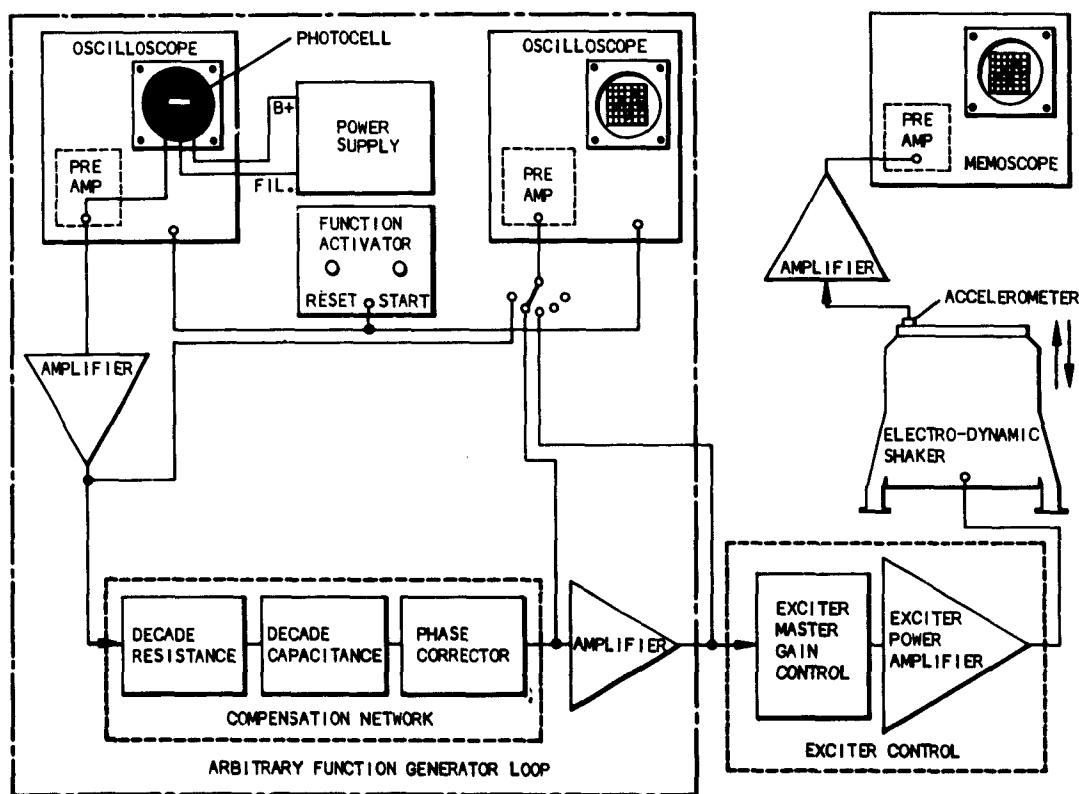 OSCILLOSCOPE
PHOTOCELL
B+
FIL.
POWER
SUPPLY
PRE
AMP
FUNCTION
ACTIVATOR
RESET
START
OSCILLOSCOPE
PRE
AMP
PRE
AMP
MEMOSCOPE
AMPLIFIER
ACCELEROMETER
ELECTRO-DYNAMIC
SHAKER
AMPLIFIER
DECADE
RESISTANCE
DECADE
CAPACITANCE
PHASE
CORRECTOR
COMPENSATION NETWORK
AMPLIFIER
ARBITRARY FUNCTION GENERATOR LOOP
EXCITER
MASTER
GAIN
CONTROL
EXCITER
POWER
AMPLIFIER
EXCITER CONTROL